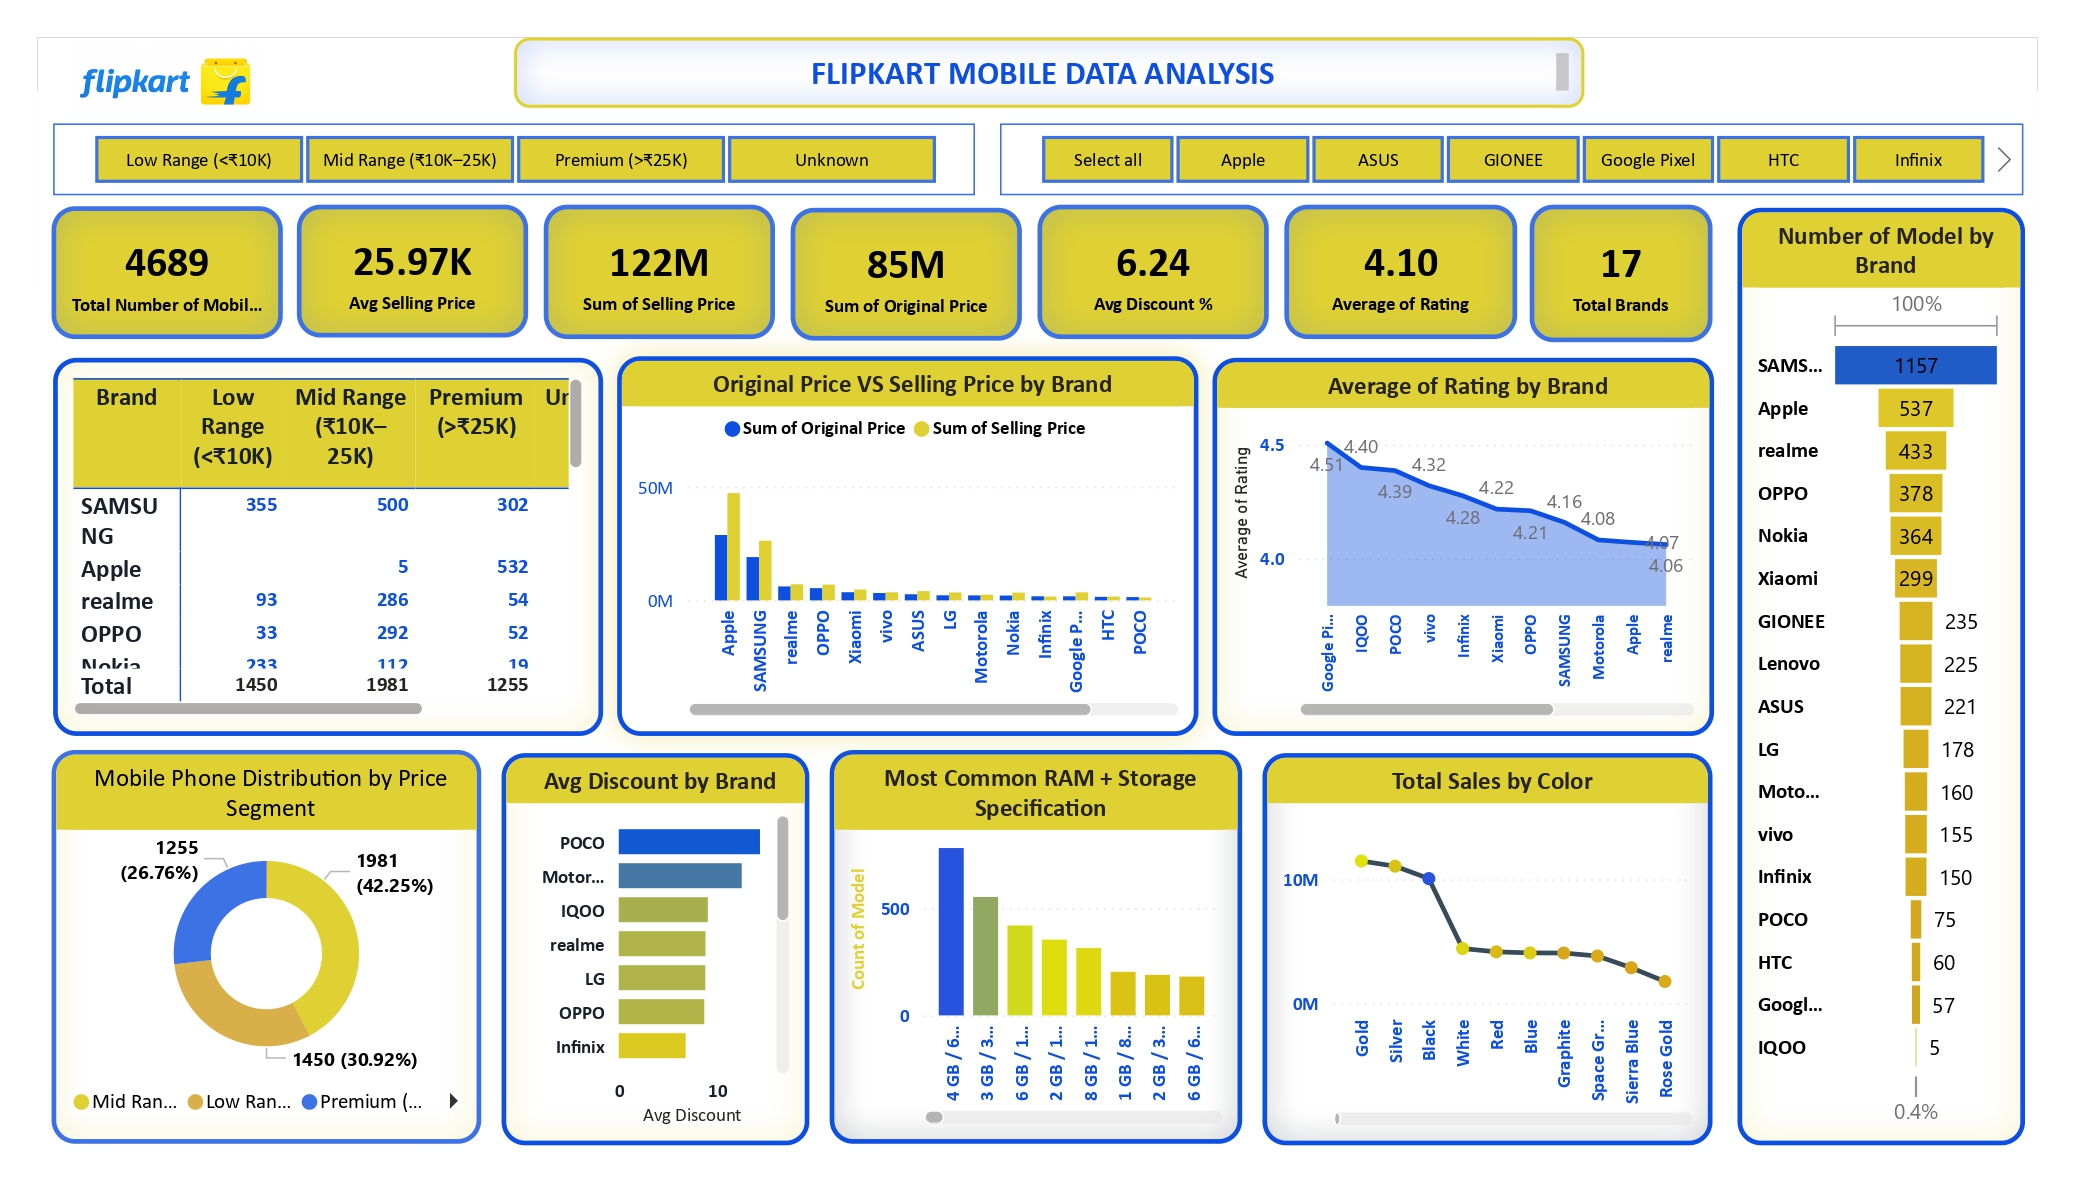 flipkart
FLIPKART MOBILE DATA ANALYSIS
Low Range (<₹10K)
Mid Range (₹10K–25K)
Premium (>₹25K)
Unknown
Select all
Apple
ASUS
GIONEE
Google Pixel
HTC
Infinix
4689
Total Number of Mobil...
25.97K
Avg Selling Price
122M
Sum of Selling Price
85M
Sum of Original Price
6.24
Avg Discount %
4.10
Average of Rating
17
Total Brands
Brand
Low
Range
(<₹10K)
Mid Range
(₹10K–
25K)
Premium
(>₹25K)
Ur
SAMSU
NG
355 500 302
Apple 5 532
realme 93 286 54
OPPO 33 292 52
Nokia 233 112 19
Total 1450 1981 1255
Original Price VS Selling Price by Brand
Sum of Original Price Sum of Selling Price
50M
0M
Apple
SAMSUNG
realme
OPPO
Xiaomi
vivo
ASUS
LG
Motorola
Nokia
Infinix
Google P...
HTC
POCO
Average of Rating by Brand
Average of Rating
4.5
4.0
4.51
4.40
4.39
4.32
4.28
4.22
4.21
4.16
4.08
4.07
4.06
Google Pi...
IQOO
POCO
vivo
Infinix
Xiaomi
OPPO
SAMSUNG
Motorola
Apple
realme
Number of Model by
Brand
100%
SAMS... 1157
Apple 537
realme 433
OPPO 378
Nokia 364
Xiaomi 299
GIONEE 235
Lenovo 225
ASUS 221
LG 178
Moto... 160
vivo 155
Infinix 150
POCO 75
HTC 60
Googl... 57
IQOO 5
0.4%
Mobile Phone Distribution by Price
Segment
1255
(26.76%)
1981
(42.25%)
1450 (30.92%)
Mid Ran... Low Ran... Premium (...
Avg Discount by Brand
POCO
Motor...
IQOO
realme
LG
OPPO
Infinix
0 10
Avg Discount
Most Common RAM + Storage
Specification
Count of Model
500
0
4 GB / 6...
3 GB / 3...
6 GB / 1...
2 GB / 1...
8 GB / 1...
1 GB / 8...
2 GB / 3...
6 GB / 6...
Total Sales by Color
10M
0M
Gold
Silver
Black
White
Red
Blue
Graphite
Space Gr...
Sierra Blue
Rose Gold